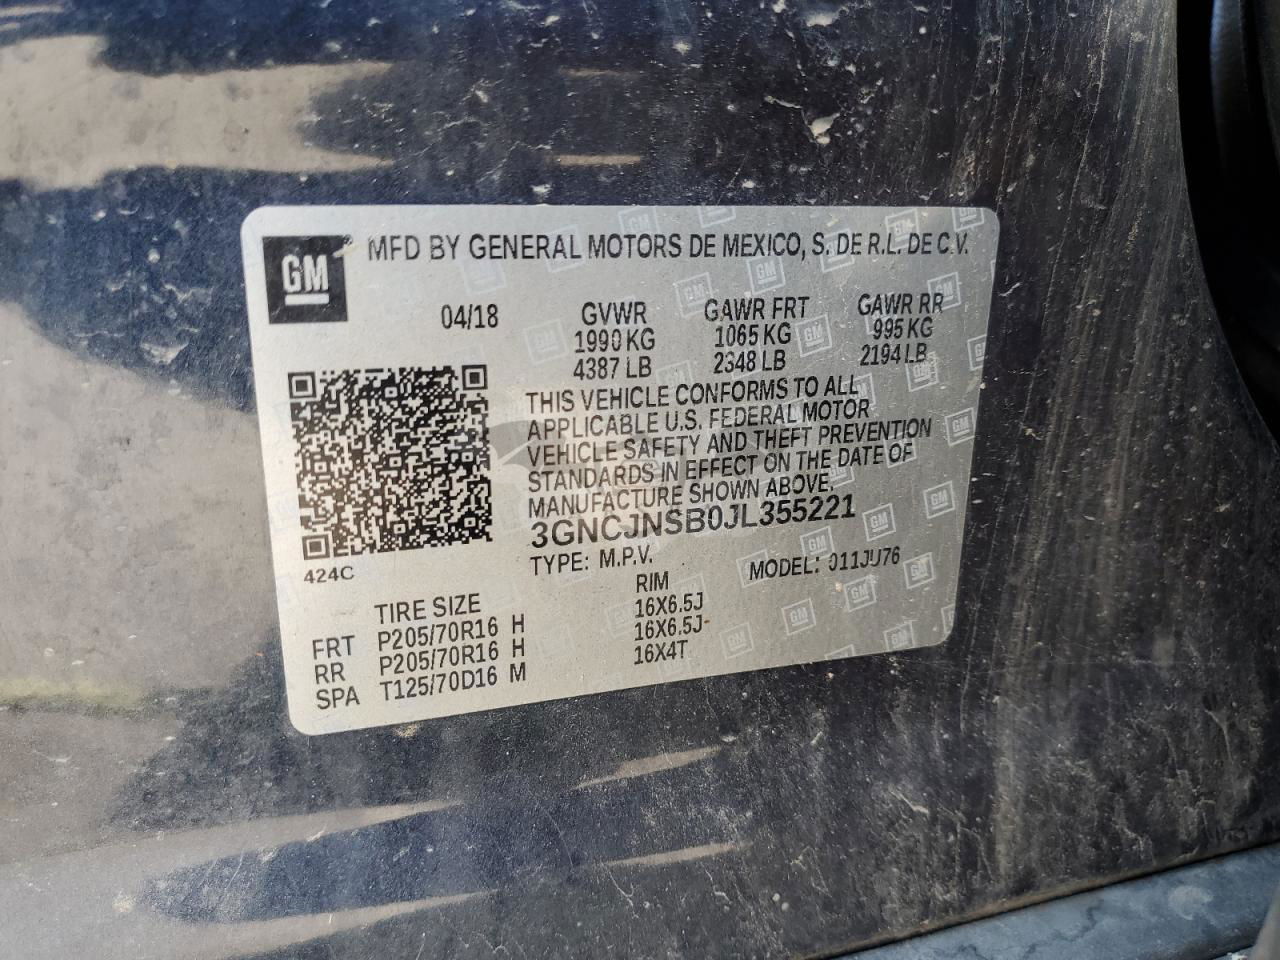 GM
MFD BY GENERAL MOTORS DE MEXICO, S. DE R.L. DE C.V.
04/18 GVWR GAWR FRT GAWR RR
1990 KG 1065 KG 995 KG
4387 LB 2348 LB 2194 LB
THIS VEHICLE CONFORMS TO ALL
APPLICABLE U.S. FEDERAL MOTOR
VEHICLE SAFETY AND THEFT PREVENTION
STANDARDS IN EFFECT ON THE DATE OF
MANUFACTURE SHOWN ABOVE.
3GNCJNSB0JL355221
TYPE: M.P.V. MODEL: 011JU76
424C
TIRE SIZE RIM
FRT P205/70R16 H 16X6.5J
RR P205/70R16 H 16X6.5J
SPA T125/70D16 M 16X4T